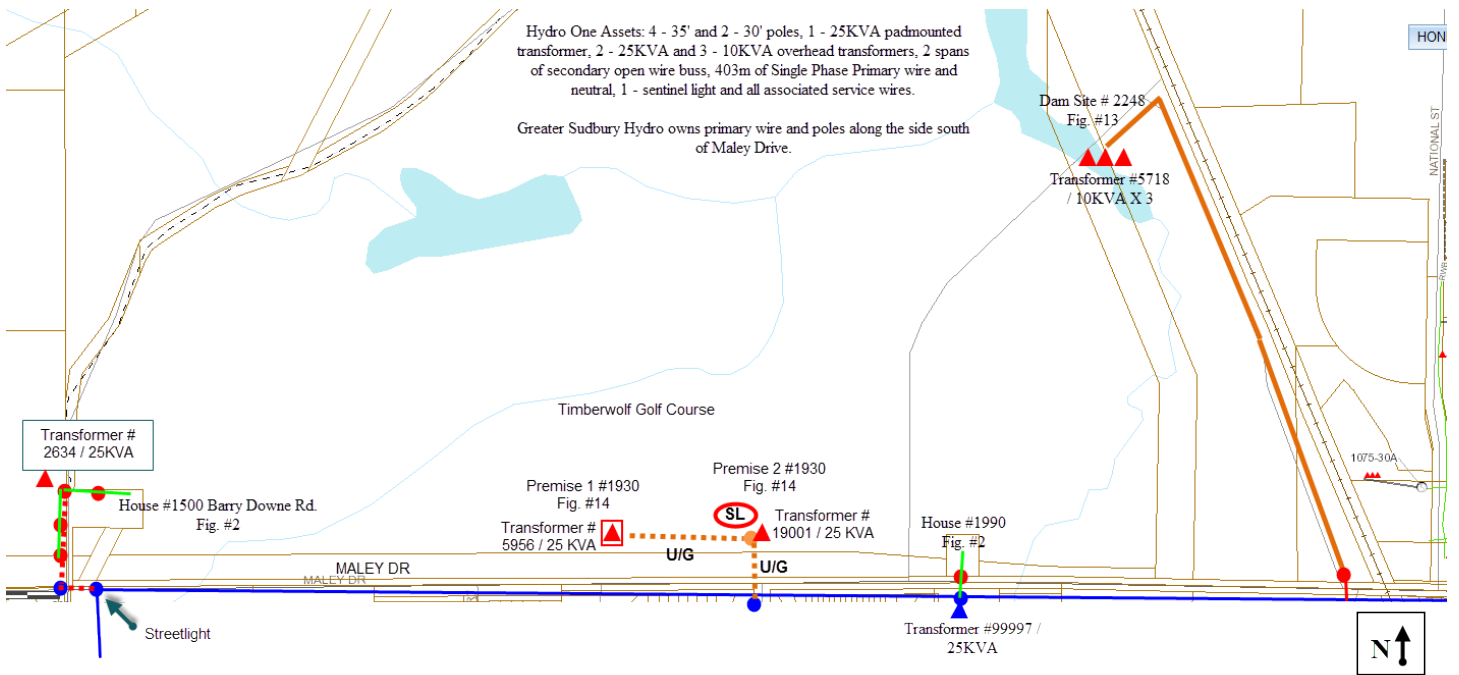 Hydro One Assets: 4 - 35' and 2 - 30' poles, 1 - 25KVA padmounted
transformer, 2 - 25KVA and 3 - 10KVA overhead transformers, 2 spans
of secondary open wire buss, 403m of Single Phase Primary wire and
neutral, 1 - sentinel light and all associated service wires.
Greater Sudbury Hydro owns primary wire and poles along the side south
of Maley Drive.
HON
Dam Site # 2248
Fig. #13
NATIONAL ST
Transformer #5718
/ 10KVA X 3
Timberwolf Golf Course
Transformer #
2634 / 25KVA
House #1500 Barry Downe Rd.
Fig. #2
Premise 1 #1930
Fig. #14
Transformer #
5956 / 25 KVA
Premise 2 #1930
Fig. #14
SL
Transformer #
19001 / 25 KVA
U/G
U/G
House #1990
Fig. #2
1075-30A
MALEY DR
MALEY DR
Streetlight
Transformer #99997 /
25KVA
N